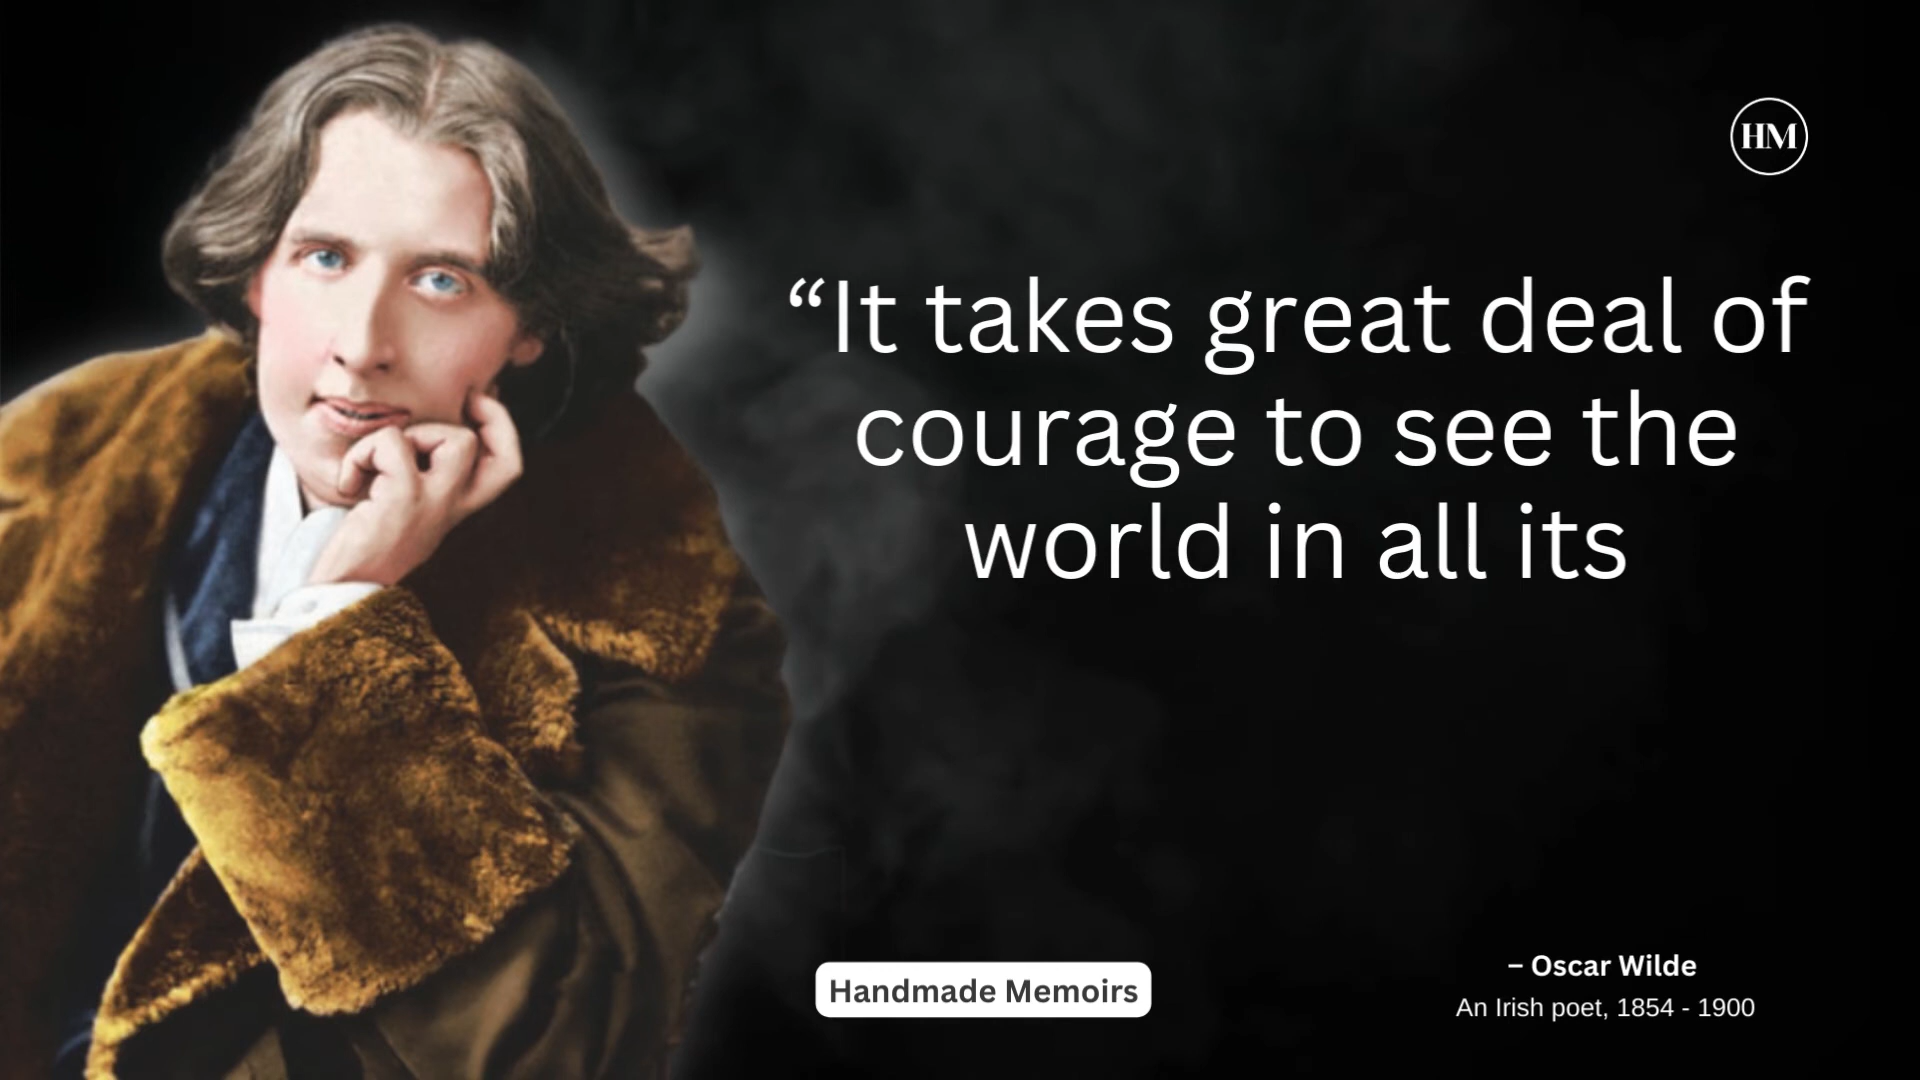 HM
“It takes great deal of
courage to see the
world in all its
Handmade Memoirs
– Oscar Wilde
An Irish poet, 1854 - 1900